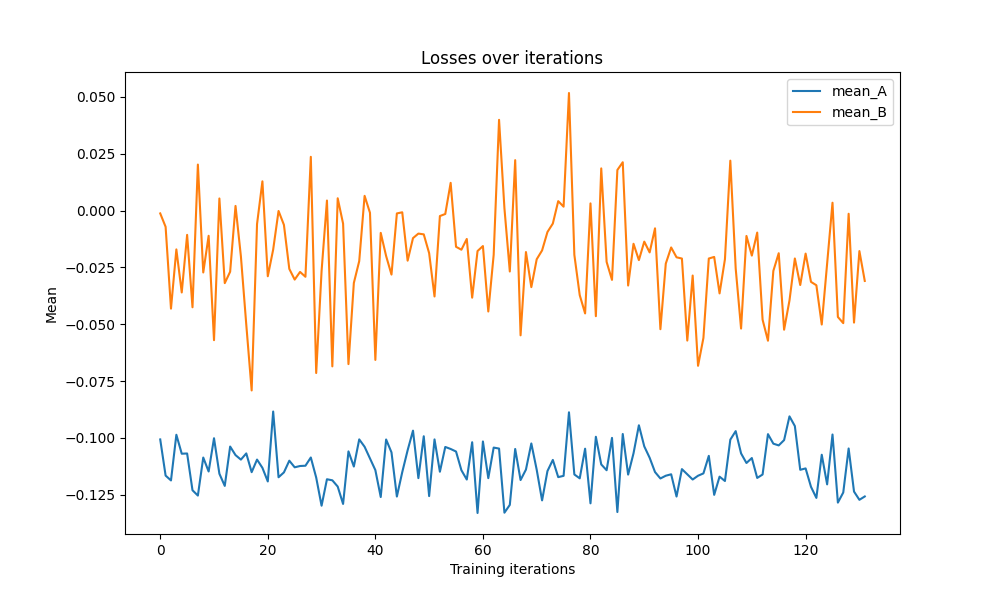 Losses over iterations
mean_A
mean_B
0.050
0.025
0.000
−0.025
−0.050
−0.075
−0.100
−0.125
Mean
0 20 40 60 80 100 120
Training iterations